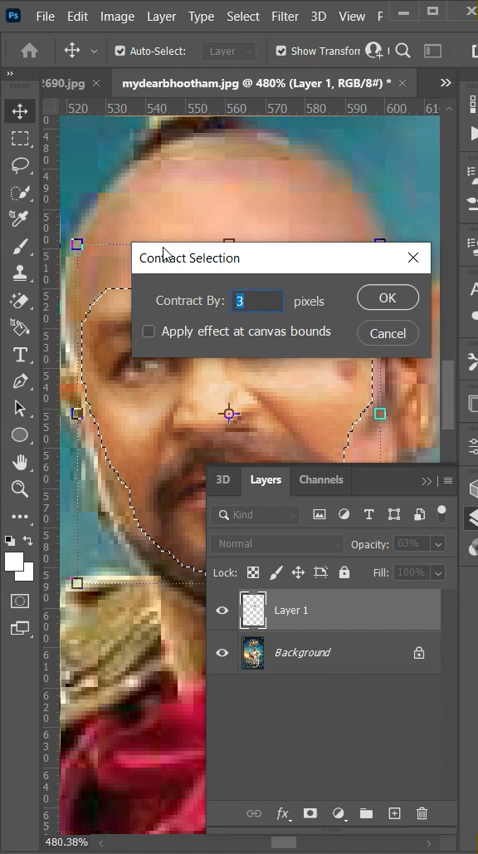 Ps File Edit Image Layer Type Select Filter 3D View
Auto-Select: Layer Show Transform
2690.jpg × mydearbhootham.jpg @ 480% (Layer 1, RGB/8#) * ×
520 530 540 550 560 570 580 590 600 610
Contract Selection
Contract By: 3 pixels
OK
Apply effect at canvas bounds
Cancel
3D Layers Channels
Kind
Normal Opacity: 63%
Lock: Fill: 100%
Layer 1
Background
fx
480.38%